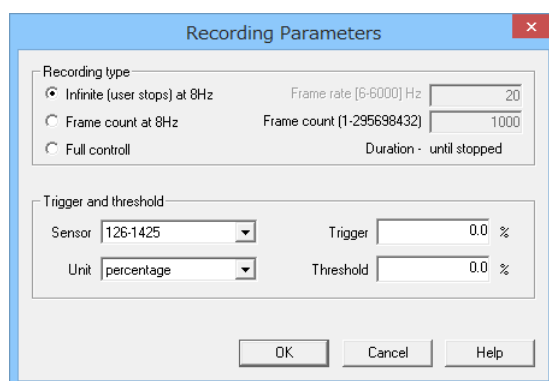 Recording Parameters
Recording type
Infinite (user stops) at 8Hz Frame rate [6-6000] Hz 20
Frame count at 8Hz Frame count (1-295698432) 1000
Full controll Duration - until stopped
Trigger and threshold
Sensor 126-1425 Trigger 0.0 %
Unit percentage Threshold 0.0 %
OK Cancel Help